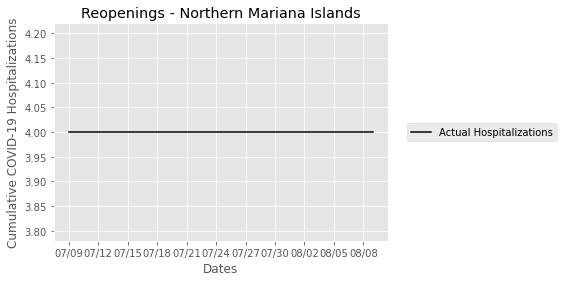 Reopenings - Northern Mariana Islands
Cumulative COVID-19 Hospitalizations
4.20
4.15
4.10
4.05
4.00
3.95
3.90
3.85
3.80
07/09 07/12 07/15 07/18 07/21 07/24 07/27 07/30 08/02 08/05 08/08
Dates
Actual Hospitalizations